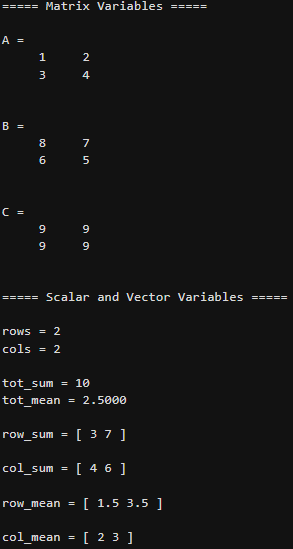 ===== Matrix Variables =====
A =
1 2
3 4
B =
8 7
6 5
C =
9 9
9 9
===== Scalar and Vector Variables =====
rows = 2
cols = 2
tot_sum = 10
tot_mean = 2.5000
row_sum = [ 3 7 ]
col_sum = [ 4 6 ]
row_mean = [ 1.5 3.5 ]
col_mean = [ 2 3 ]